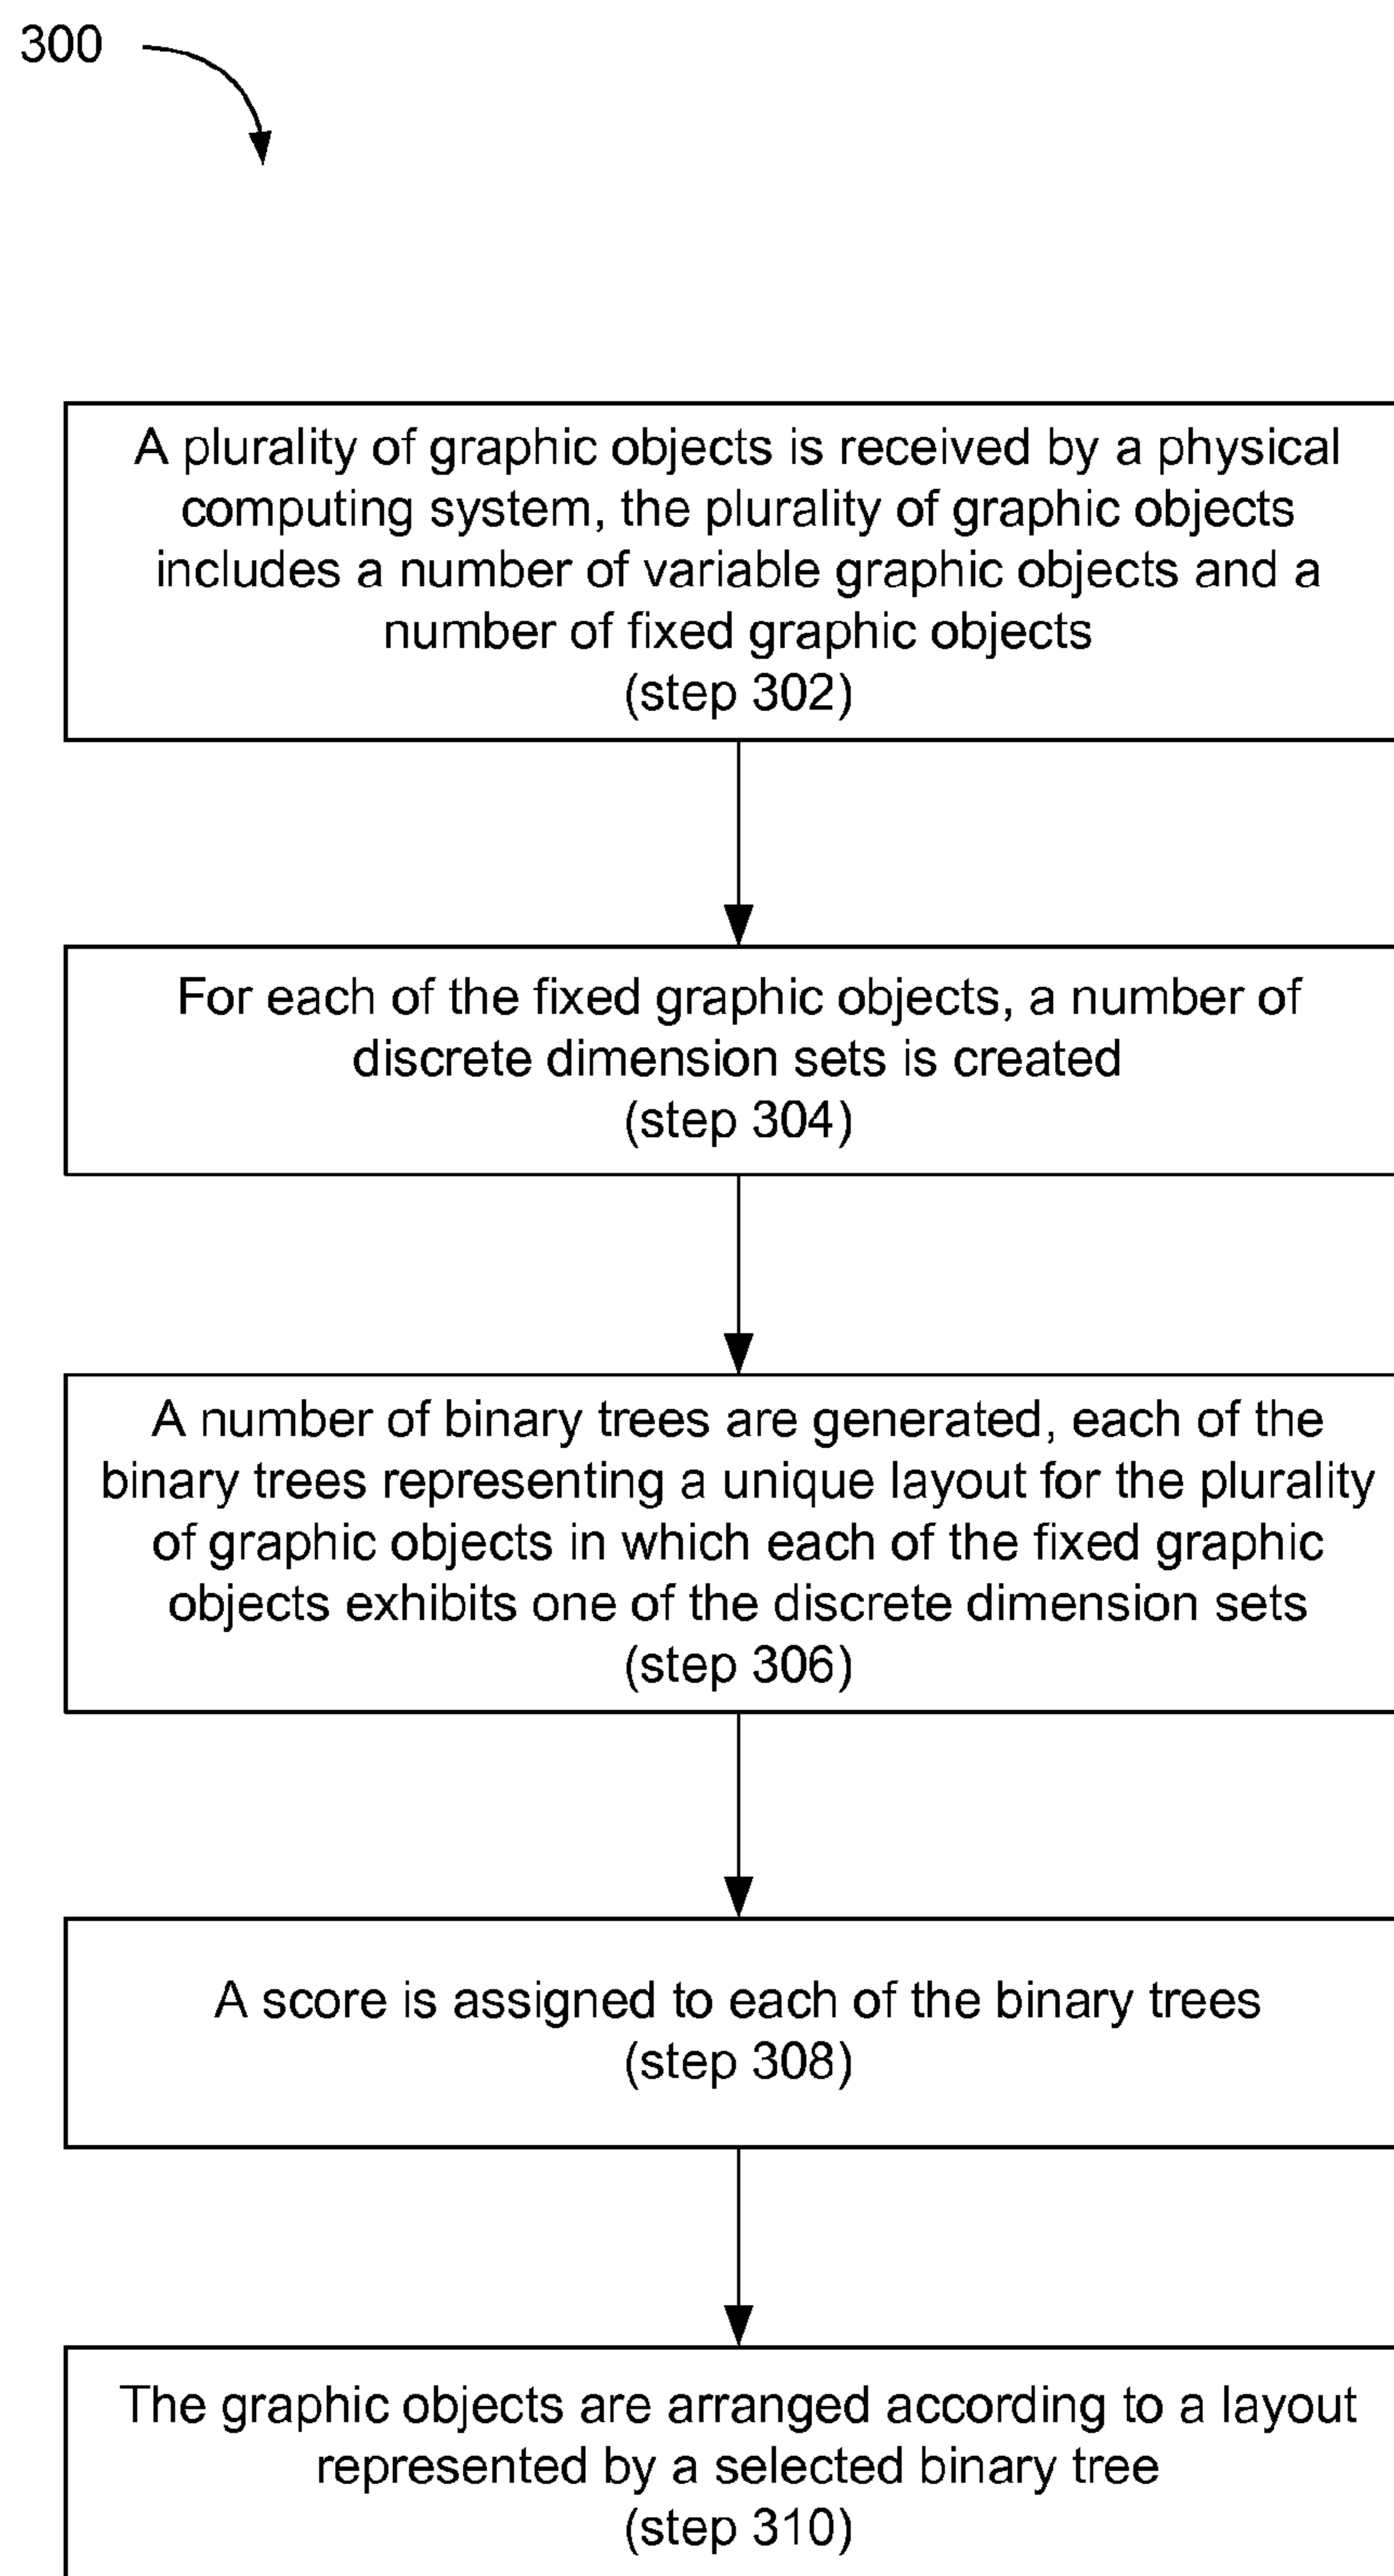 300
A plurality of graphic objects is received by a physical
computing system, the plurality of graphic objects
includes a number of variable graphic objects and a
number of fixed graphic objects
(step 302)
For each of the fixed graphic objects, a number of
discrete dimension sets is created
(step 304)
A number of binary trees are generated, each of the
binary trees representing a unique layout for the plurality
of graphic objects in which each of the fixed graphic
objects exhibits one of the discrete dimension sets
(step 306)
A score is assigned to each of the binary trees
(step 308)
The graphic objects are arranged according to a layout
represented by a selected binary tree
(step 310)